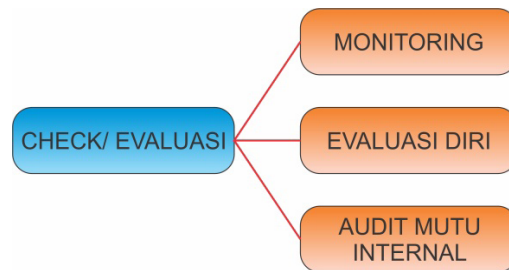 MONITORING
CHECK/ EVALUASI
EVALUASI DIRI
AUDIT MUTU
INTERNAL